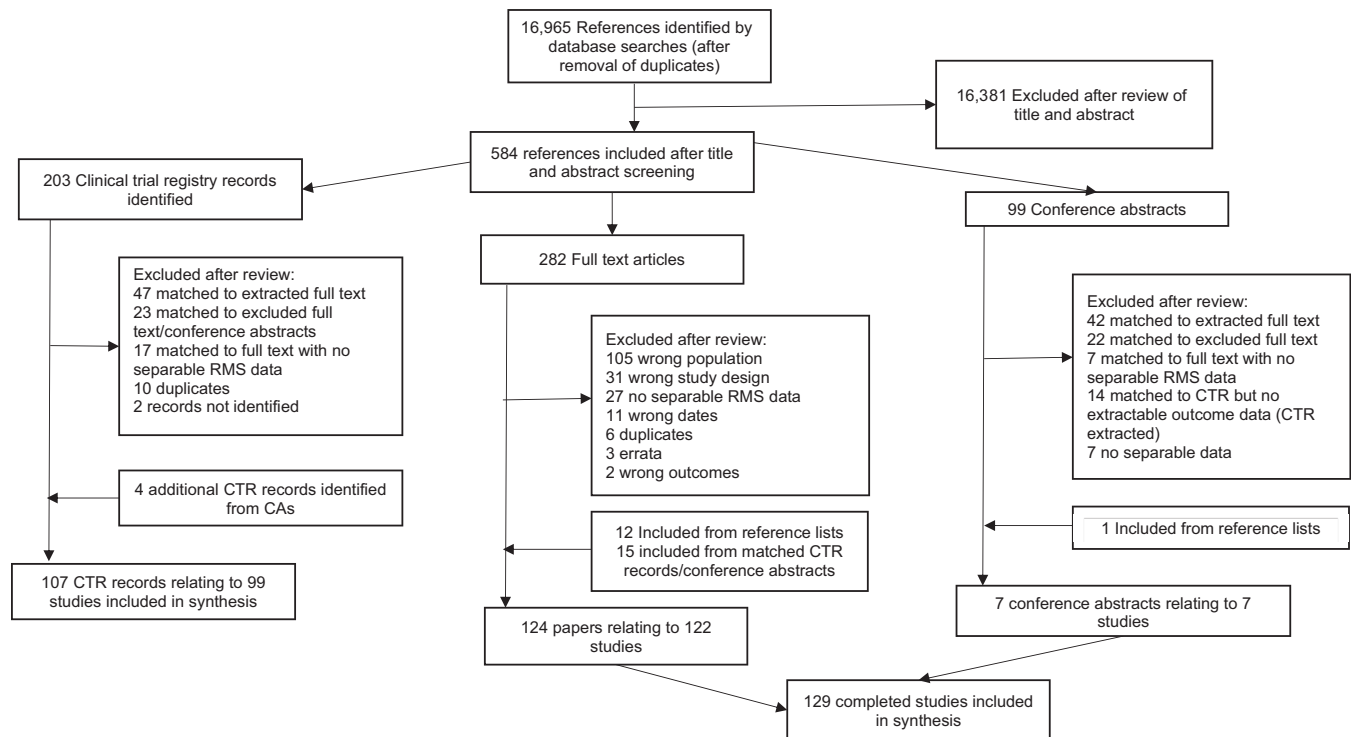 16,965 References identified by
database searches (after
removal of duplicates)
16,381 Excluded after review of
title and abstract
584 references included after title
and abstract screening
203 Clinical trial registry records
identified
99 Conference abstracts
282 Full text articles
Excluded after review:
47 matched to extracted full text
23 matched to excluded full
text/conference abstracts
17 matched to full text with no
separable RMS data
10 duplicates
2 records not identified
Excluded after review:
105 wrong population
31 wrong study design
27 no separable RMS data
11 wrong dates
6 duplicates
3 errata
2 wrong outcomes
Excluded after review:
42 matched to extracted full text
22 matched to excluded full text
7 matched to full text with no
separable RMS data
14 matched to CTR but no
extractable outcome data (CTR
extracted)
7 no separable data
4 additional CTR records identified
from CAs
12 Included from reference lists
15 included from matched CTR
records/conference abstracts
1 Included from reference lists
107 CTR records relating to 99
studies included in synthesis
124 papers relating to 122
studies
7 conference abstracts relating to 7
studies
129 completed studies included
in synthesis